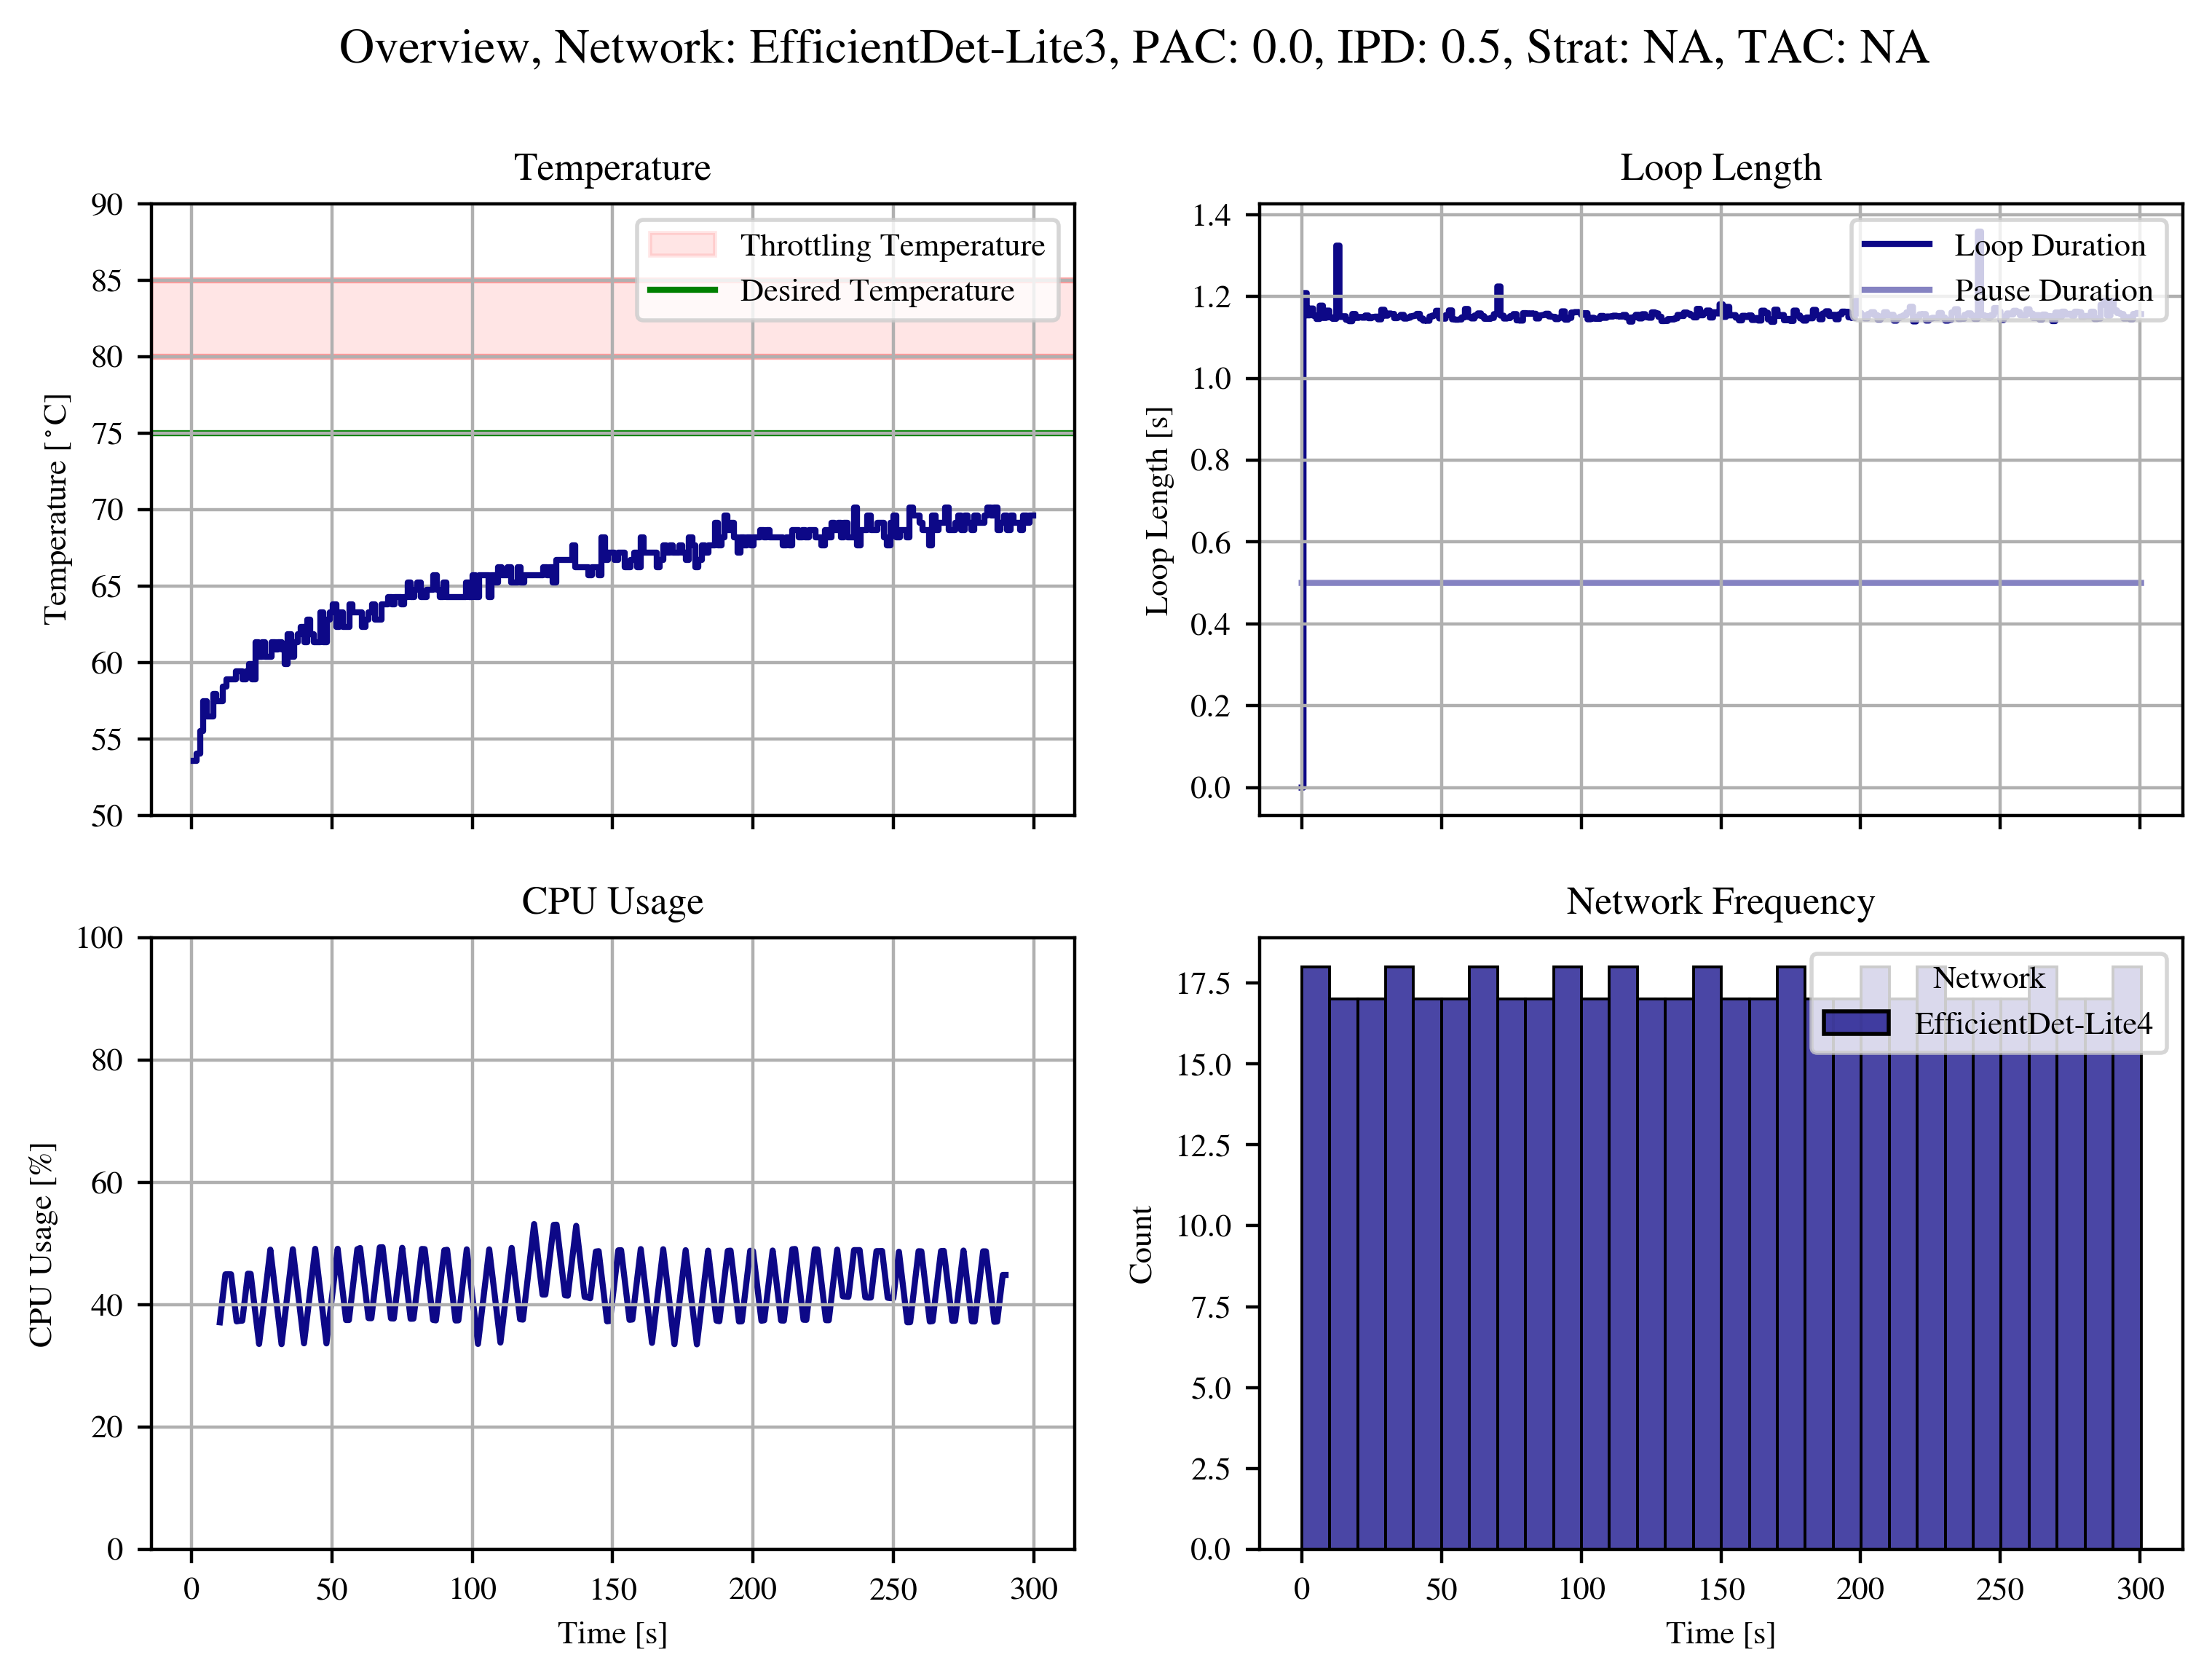 Overview, Network: EfficientDet-Lite3, PAC: 0.0, IPD: 0.5, Strat: NA, TAC: NA
Temperature
90
85
80
75
70
65
60
55
50
Temperature [°C]
Throttling Temperature
Desired Temperature
Loop Length
1.4
1.2
1.0
0.8
0.6
0.4
0.2
0.0
Loop Length [s]
Loop Duration
Pause Duration
CPU Usage
100
80
60
40
20
0
CPU Usage [%]
0 50 100 150 200 250 300
Time [s]
Network Frequency
17.5
15.0
12.5
10.0
7.5
5.0
2.5
0.0
Count
Network
EfficientDet-Lite4
0 50 100 150 200 250 300
Time [s]